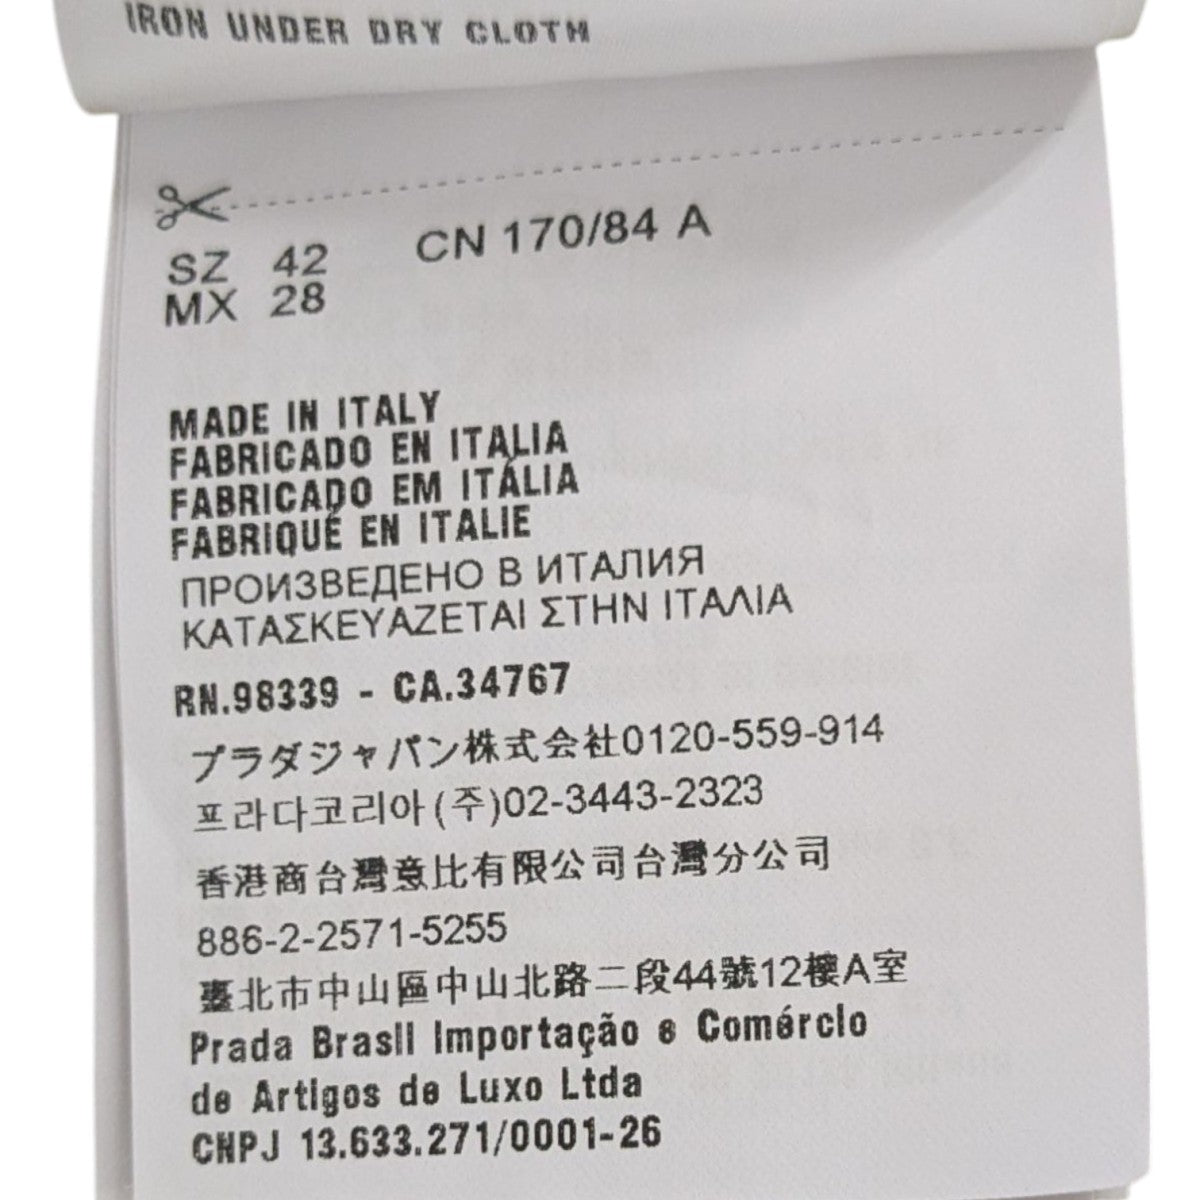 IRON UNDER DRY CLOTH
SZ 42 CN 170/84 A
MX 28
MADE IN ITALY
FABRICADO EN ITALIA
FABRICADO EM ITÁLIA
FABRIQUÉ EN ITALIE
ПРОИЗВЕДЕНО В ИТАЛИЯ
ΚΑΤΑΣΚΕΥΑΖΕΤΑΙ ΣΤΗΝ ΙΤΑΛΙΑ
RN.98339 - CA.34767
プラダジャパン株式会社0120-559-914
프라다코리아(주)02-3443-2323
香港商台灣意比有限公司台灣分公司
886-2-2571-5255
臺北市中山區中山北路二段44號12樓A室
Prada Brasil Importação e Comércio
de Artigos de Luxo Ltda
CNPJ 13.633.271/0001-26